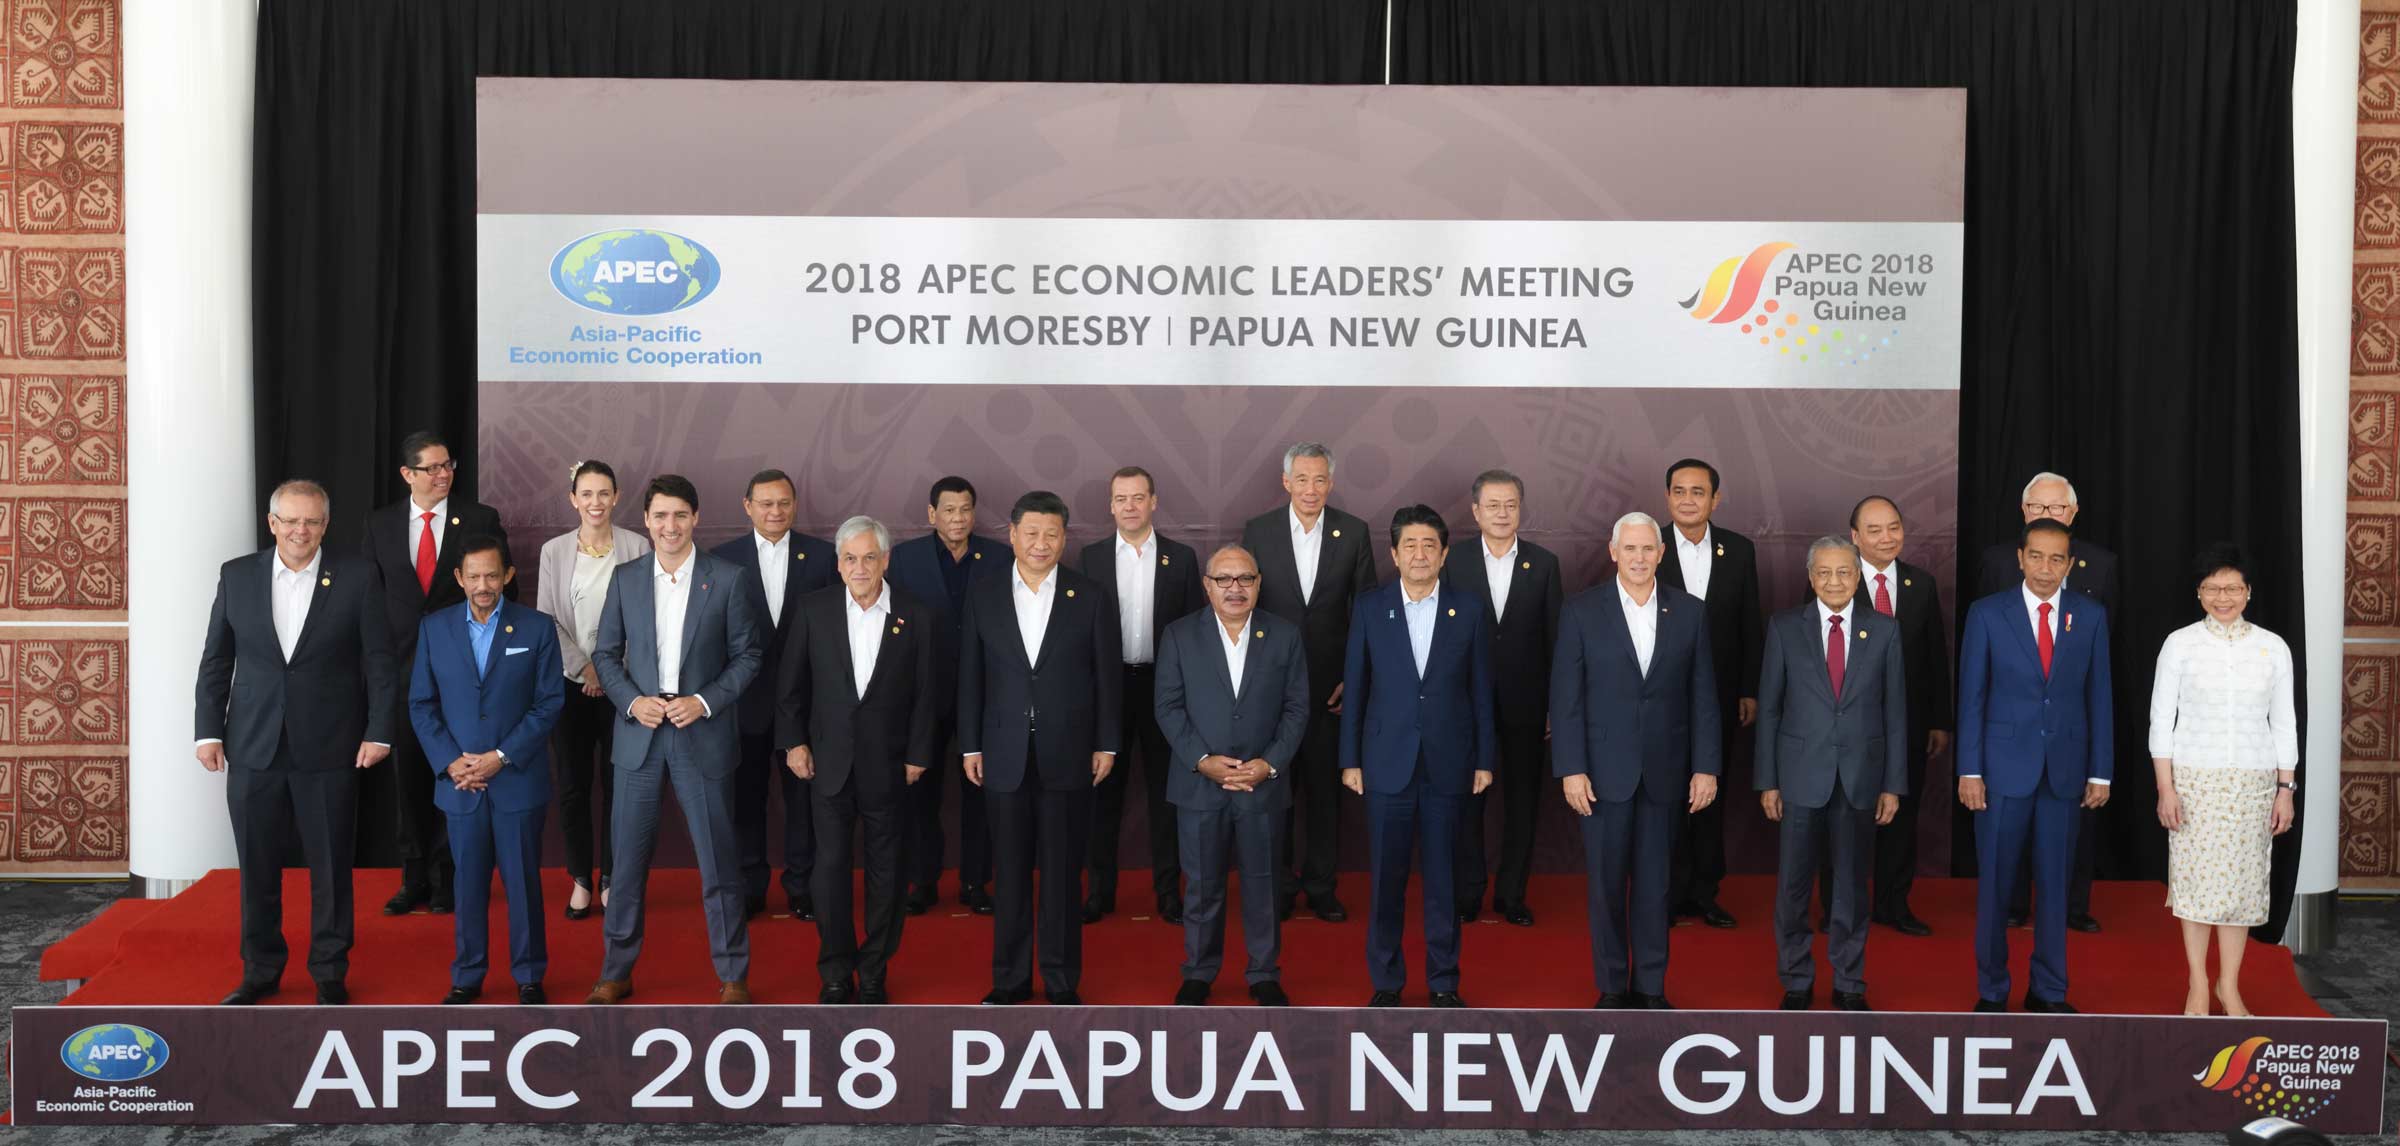 APEC
Asia-Pacific
Economic Cooperation
2018 APEC ECONOMIC LEADERS’ MEETING
PORT MORESBY | PAPUA NEW GUINEA
APEC 2018
Papua New
Guinea
APEC
Asia-Pacific
Economic Cooperation
APEC 2018 PAPUA NEW GUINEA
APEC 2018
Papua New
Guinea